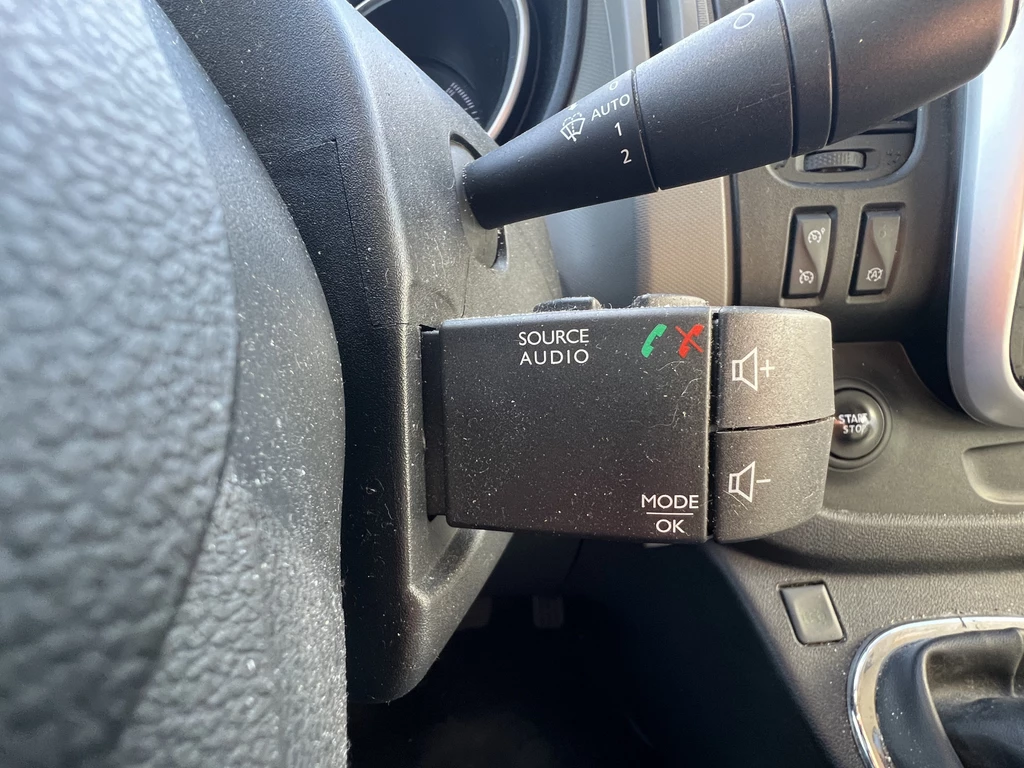 AUTO
1
2
SOURCE
AUDIO
+
-
START
STOP
MODE
OK